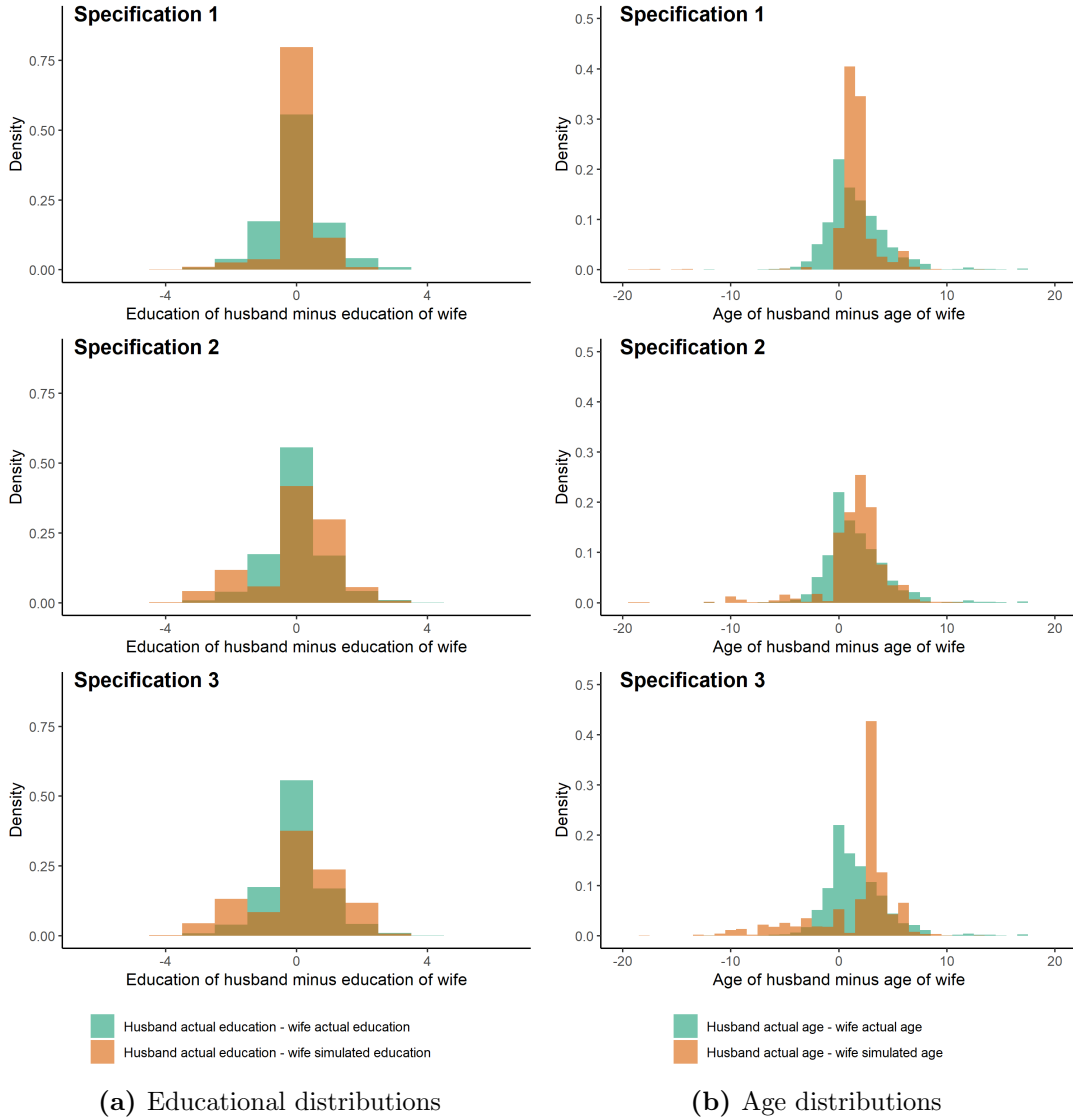 Specification 1
0.75
0.50
0.25
0.00
Density
-4 0 4
Education of husband minus education of wife
Specification 1
0.5
0.4
0.3
0.2
0.1
0.0
Density
-20 -10 0 10 20
Age of husband minus age of wife
Specification 2
0.75
0.50
0.25
0.00
Density
-4 0 4
Education of husband minus education of wife
Specification 2
0.5
0.4
0.3
0.2
0.1
0.0
Density
-20 -10 0 10 20
Age of husband minus age of wife
Specification 3
0.75
0.50
0.25
0.00
Density
-4 0 4
Education of husband minus education of wife
Specification 3
0.5
0.4
0.3
0.2
0.1
0.0
Density
-20 -10 0 10 20
Age of husband minus age of wife
Husband actual education - wife actual education
Husband actual education - wife simulated education
Husband actual age - wife actual age
Husband actual age - wife simulated age
(a) Educational distributions
(b) Age distributions